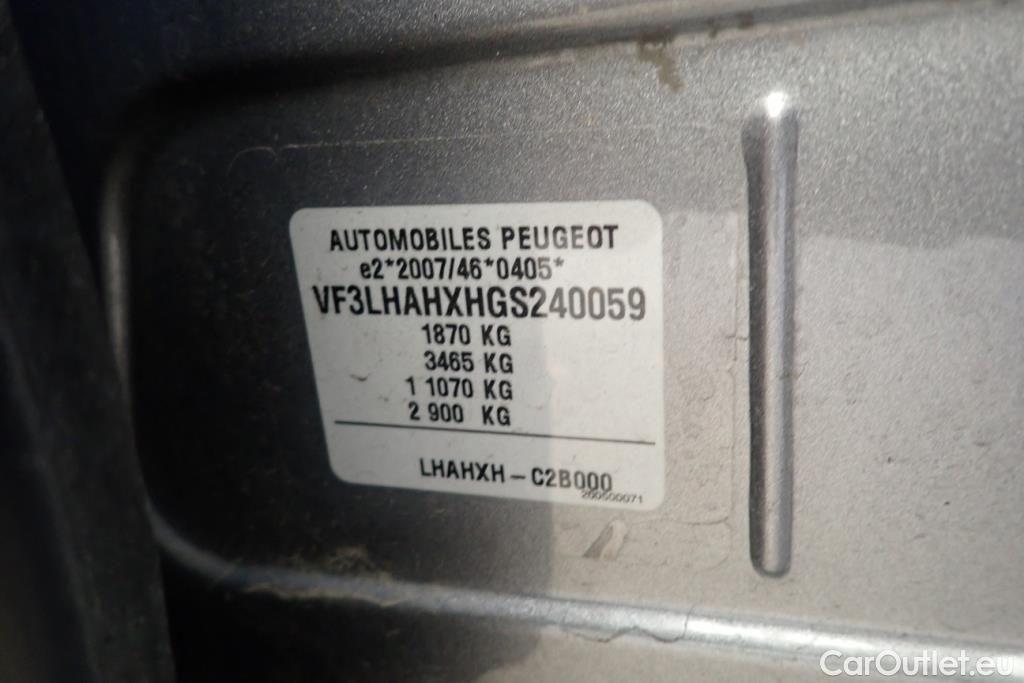 AUTOMOBILES PEUGEOT
e2*2007/46*0405*
VF3LHAHXHGS240059
1870 KG
3465 KG
1 1070 KG
2 900 KG
LHAHXH - C2B000
200500071
CarOutlet.eu